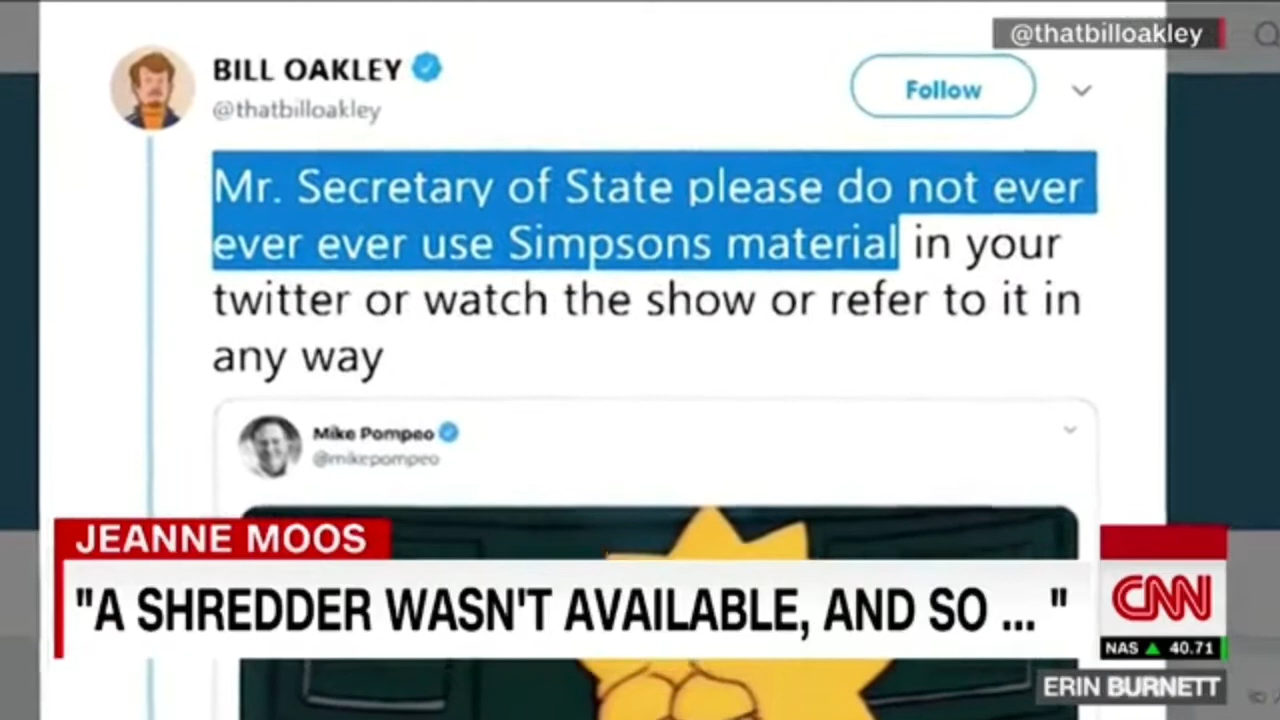 @thatbilloakley
BILL OAKLEY
@thatbilloakley
Follow
Mr. Secretary of State please do not ever
ever ever use Simpsons material in your
twitter or watch the show or refer to it in
any way
Mike Pompeo
@mikepompeo
JEANNE MOOS
"A SHREDDER WASN'T AVAILABLE, AND SO ... "
CNN
NAS ▲ 40.71
ERIN BURNETT